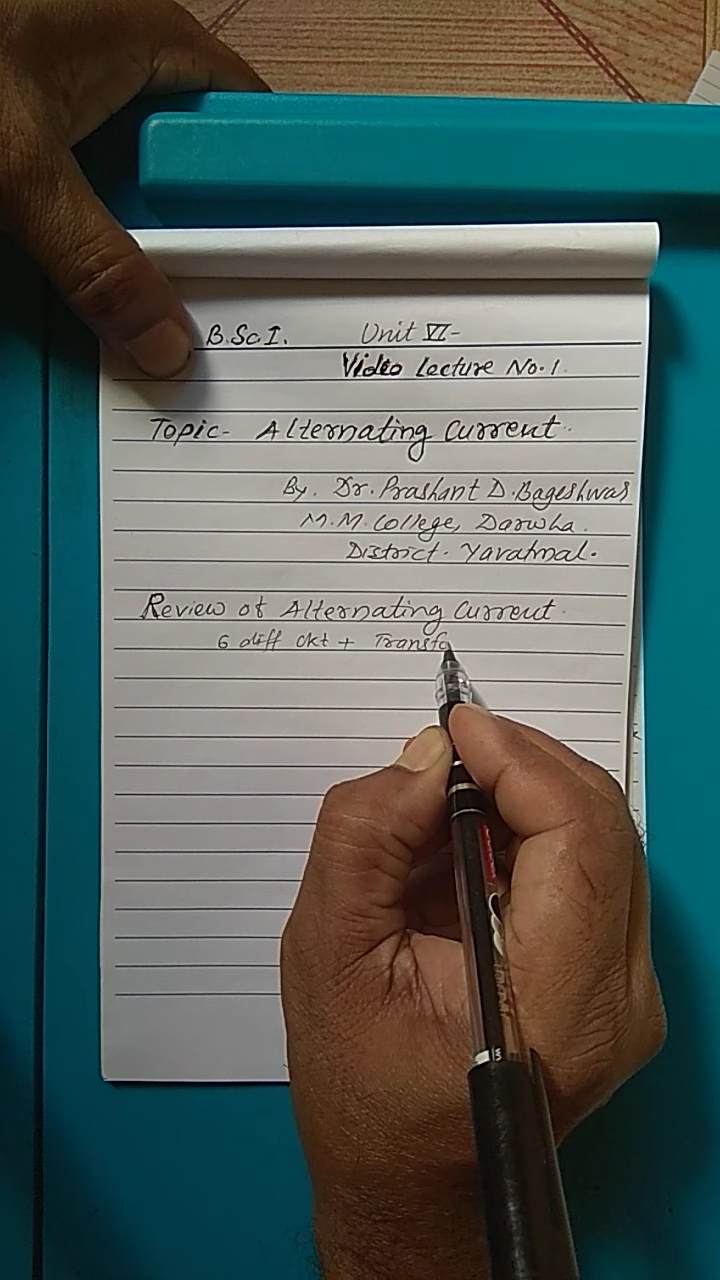 B.Sc.I. Unit VI-
Video Lecture No.1.
Topic- Alternating Current.
By. Dr. Prashant D. Bageshwar
M.M. College, Darwha.
District. Yavatmal.
Review of Alternating Current.
6 diff ckt + Transfo